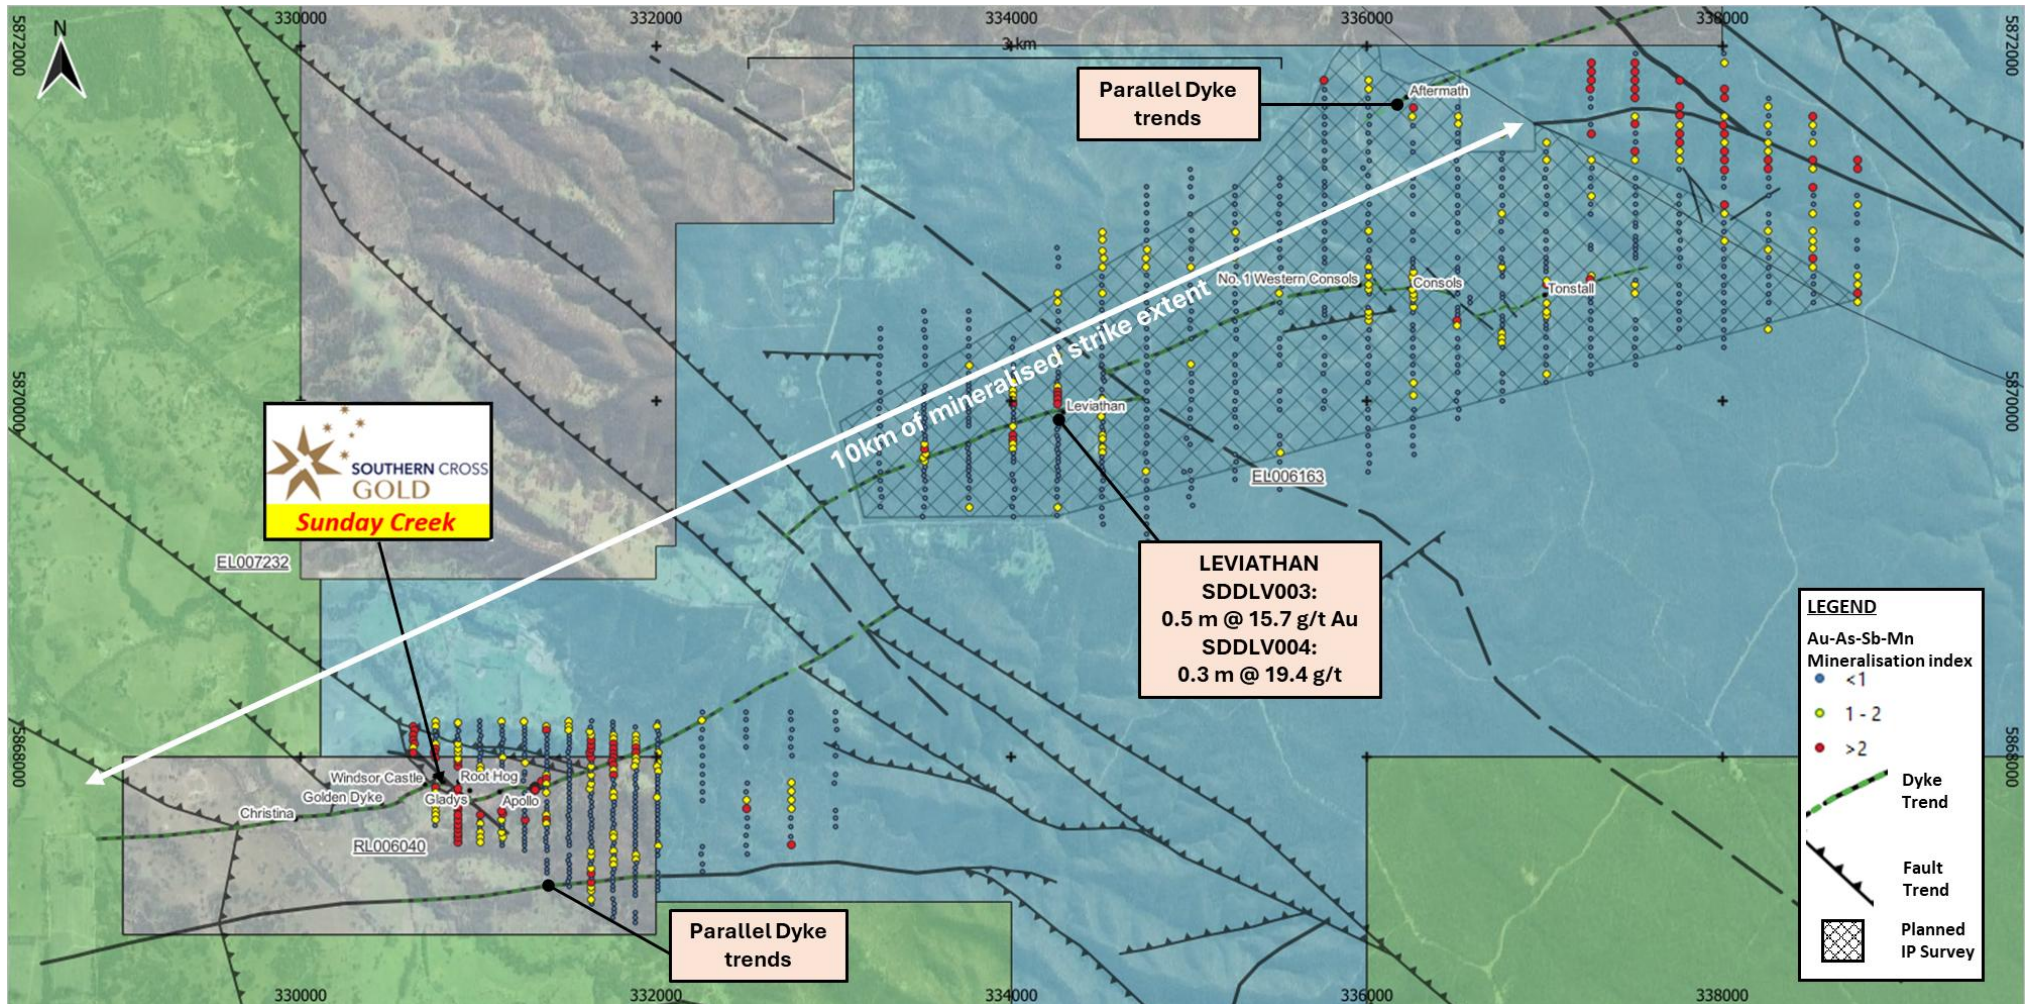 330000
332000
334000
336000
338000
N
5872000
5872000
3 km
Parallel Dyke
trends
Aftermath
No. 1 Western Consols
Consols
Tonstall
10km of mineralised strike extent
5870000
5870000
Leviathan
SOUTHERN CROSS
GOLD
Sunday Creek
EL006163
EL007232
LEVIATHAN
SDDLV003:
0.5 m @ 15.7 g/t Au
SDDLV004:
0.3 m @ 19.4 g/t
LEGEND
Au-As-Sb-Mn
Mineralisation index
<1
1 - 2
>2
Dyke
Trend
Fault
Trend
Planned
IP Survey
5868000
5868000
Windsor Castle
Root Hog
Golden Dyke
Gladys
Apollo
Christina
RL006040
Parallel Dyke
trends
330000
332000
334000
336000
338000